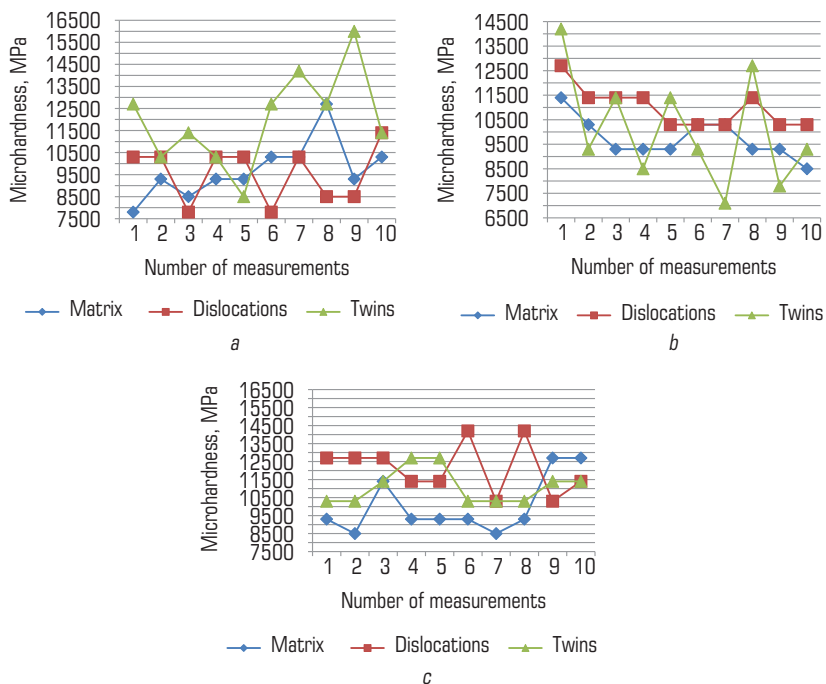 Microhardness, MPa
16500
15500
14500
13500
12500
11500
10500
9500
8500
7500
1 2 3 4 5 6 7 8 9 10
Number of measurements
Matrix Dislocations Twins
a
Microhardness, MPa
14500
13500
12500
11500
10500
9500
8500
7500
6500
1 2 3 4 5 6 7 8 9 10
Number of measurements
Matrix Dislocations Twins
b
Microhardness, MPa
16500
15500
14500
13500
12500
11500
10500
9500
8500
7500
1 2 3 4 5 6 7 8 9 10
Number of measurements
Matrix Dislocations Twins
c